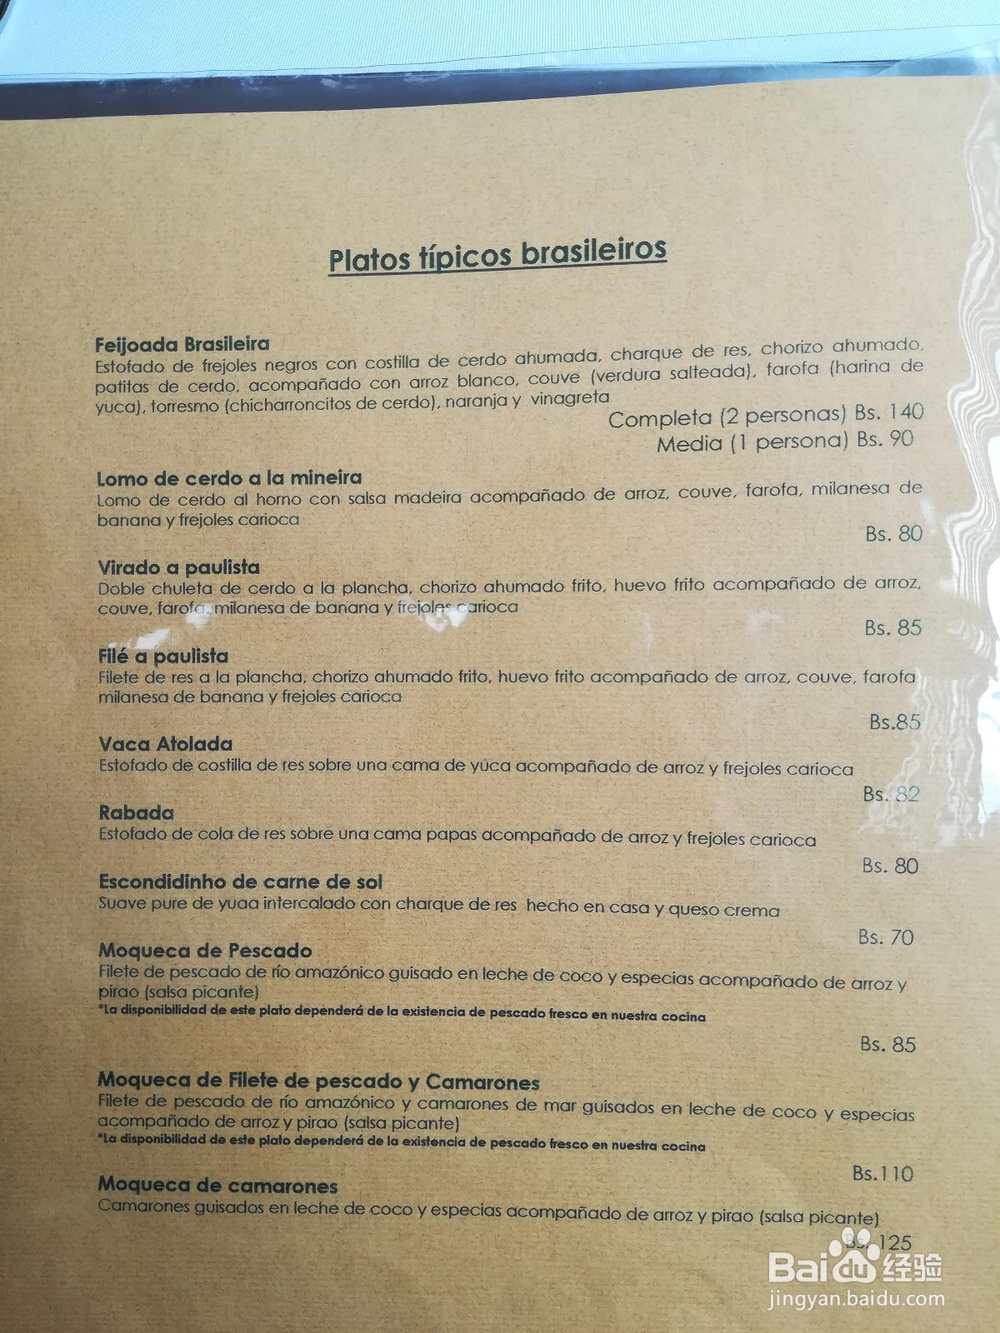 Platos típicos brasileiros
Feijoada Brasileira
Estofado de frejoles negros con costilla de cerdo ahumada, charque de res, chorizo ahumado,
patitas de cerdo, acompañado con arroz blanco, couve (verdura salteada), farofa (harina de
yuca), torresmo (chicharroncitos de cerdo), naranja y vinagreta
Completa (2 personas) Bs. 140
Media (1 persona) Bs. 90
Lomo de cerdo a la mineira
Lomo de cerdo al horno con salsa madeira acompañado de arroz, couve, farofa, milanesa de
banana y frejoles carioca
Bs. 80
Virado a paulista
Doble chuleta de cerdo a la plancha, chorizo ahumado frito, huevo frito acompañado de arroz,
couve, farofa, milanesa de banana y frejoles carioca
Bs. 85
Filé a paulista
Filete de res a la plancha, chorizo ahumado frito, huevo frito acompañado de arroz, couve, farofa
milanesa de banana y frejoles carioca
Bs.85
Vaca Atolada
Estofado de costilla de res sobre una cama de yuca acompañado de arroz y frejoles carioca
Bs. 82
Rabada
Estofado de cola de res sobre una cama papas acompañado de arroz y frejoles carioca
Bs. 80
Escondidinho de carne de sol
Suave pure de yuaa intercalado con charque de res hecho en casa y queso crema
Bs. 70
Moqueca de Pescado
Filete de pescado de río amazónico guisado en leche de coco y especias acompañado de arroz y
pirao (salsa picante)
*La disponibilidad de este plato dependerá de la existencia de pescado fresco en nuestra cocina
Bs. 85
Moqueca de Filete de pescado y Camarones
Filete de pescado de río amazónico y camarones de mar guisados en leche de coco y especias
acompañado de arroz y pirao (salsa picante)
*La disponibilidad de este plato dependerá de la existencia de pescado fresco en nuestra cocina
Bs.110
Moqueca de camarones
Camarones guisados en leche de coco y especias acompañado de arroz y pirao (salsa picante)
Bs. 125
Baidu 经验
jingyan.baidu.com